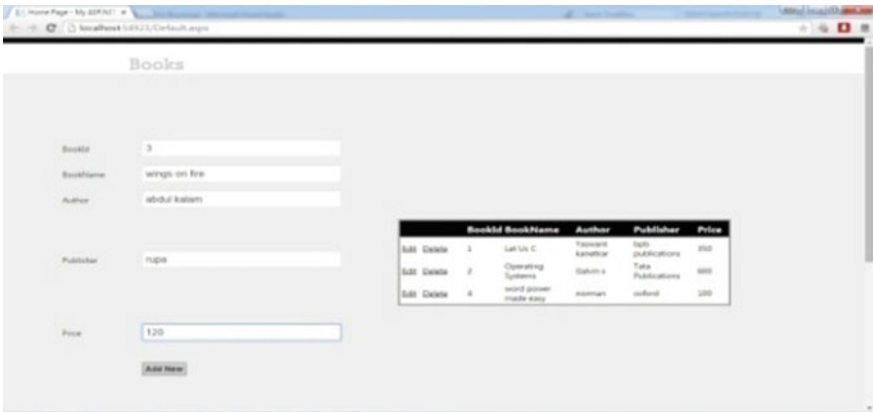 Home Page - My ASP.NET
localhost:54923/Default.aspx
Books
BookId 3
BookName wings on fire
Author abdul kalam
Publisher rupa
Price 120
Add New
BookId BookName Author Publisher Price
Edit Delete 1 Let Us C Yaswant kanetkar bpb publications 350
Edit Delete 2 Operating Systems Galvin s Tata Publications 600
Edit Delete 4 word power made easy norman oxford 100